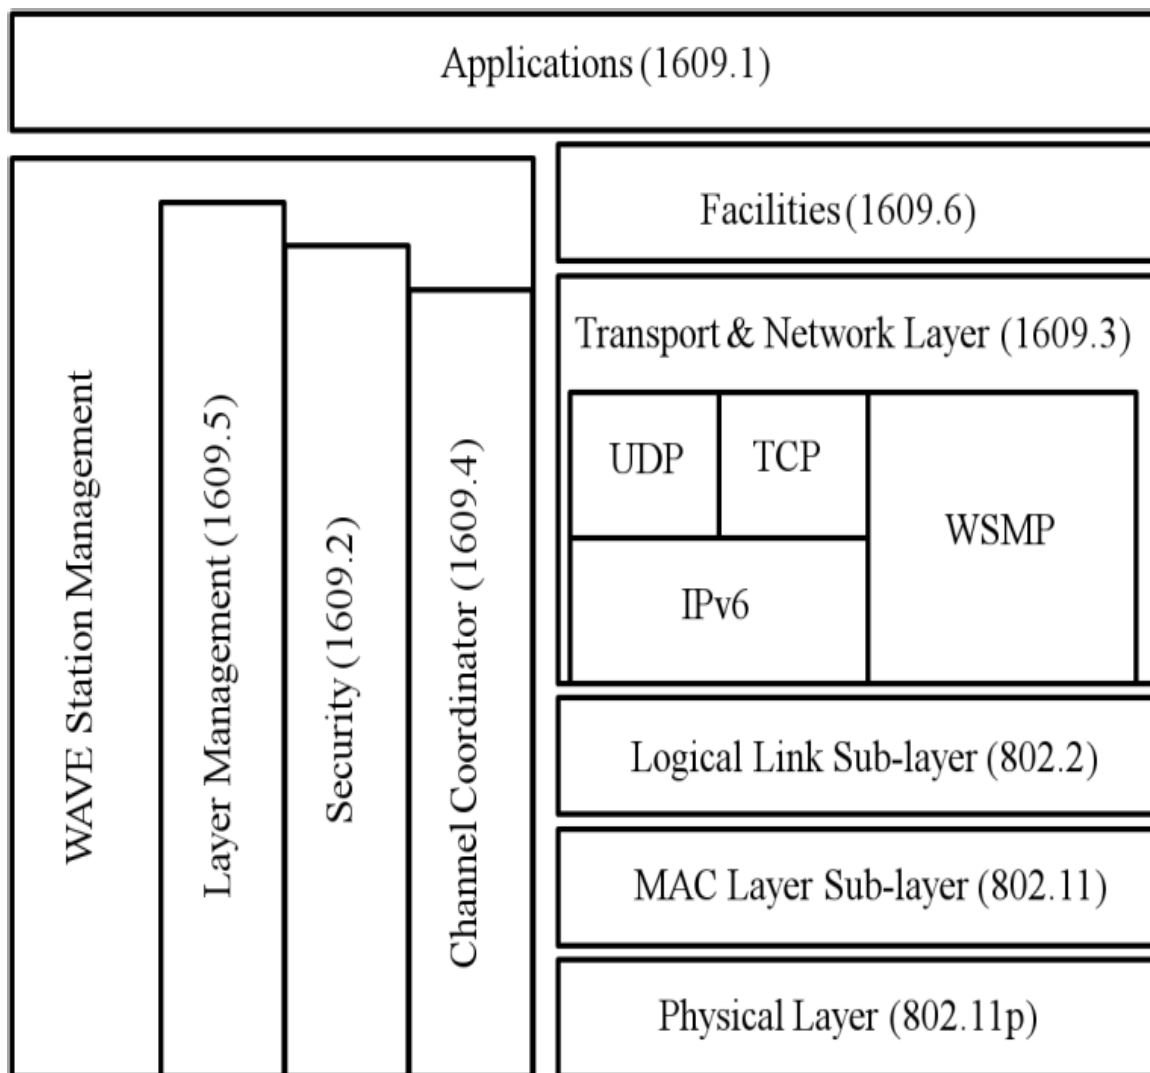 Applications (1609.1)
WAVE Station Management
Layer Management (1609.5)
Security (1609.2)
Channel Coordinator (1609.4)
Facilities (1609.6)
Transport & Network Layer (1609.3)
UDP
TCP
WSMP
IPv6
Logical Link Sub-layer (802.2)
MAC Layer Sub-layer (802.11)
Physical Layer (802.11p)